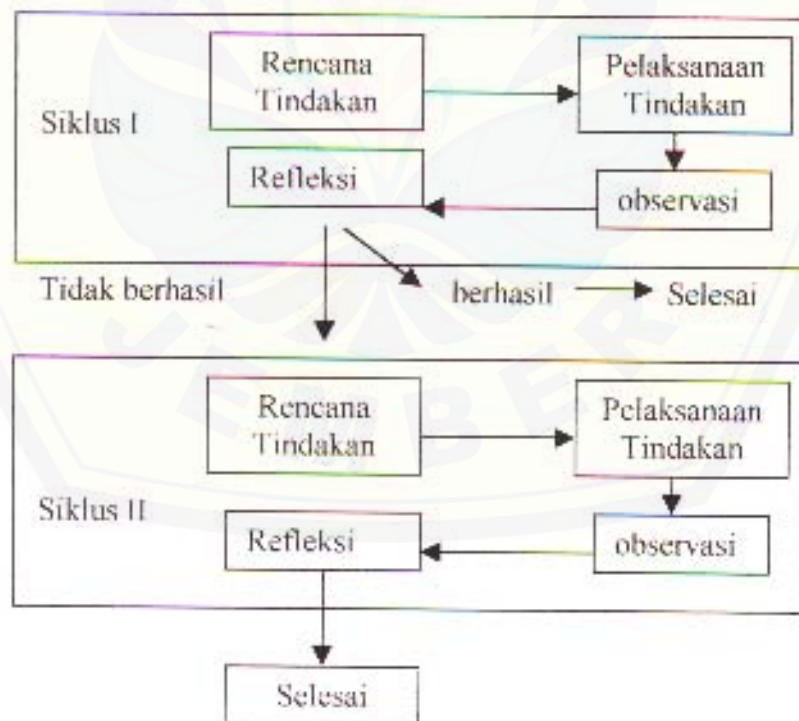 Rencana
Tindakan
Pelaksanaan
Tindakan
Siklus I
Refleksi
observasi
Tidak berhasil
berhasil
Selesai
JEMBER
Rencana
Tindakan
Pelaksanaan
Tindakan
Siklus II
Refleksi
observasi
Selesai